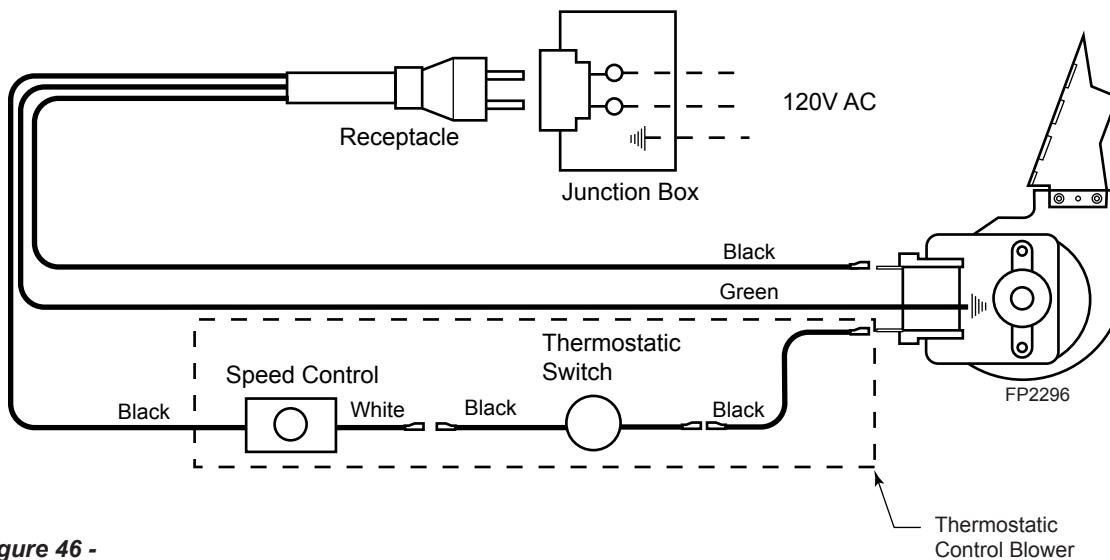 120V AC
Receptacle
Junction Box
Black
Green
Thermostatic
Switch
Speed Control
Black
White
Black
Black
FP2296
Thermostatic
Control Blower
gure 46 -